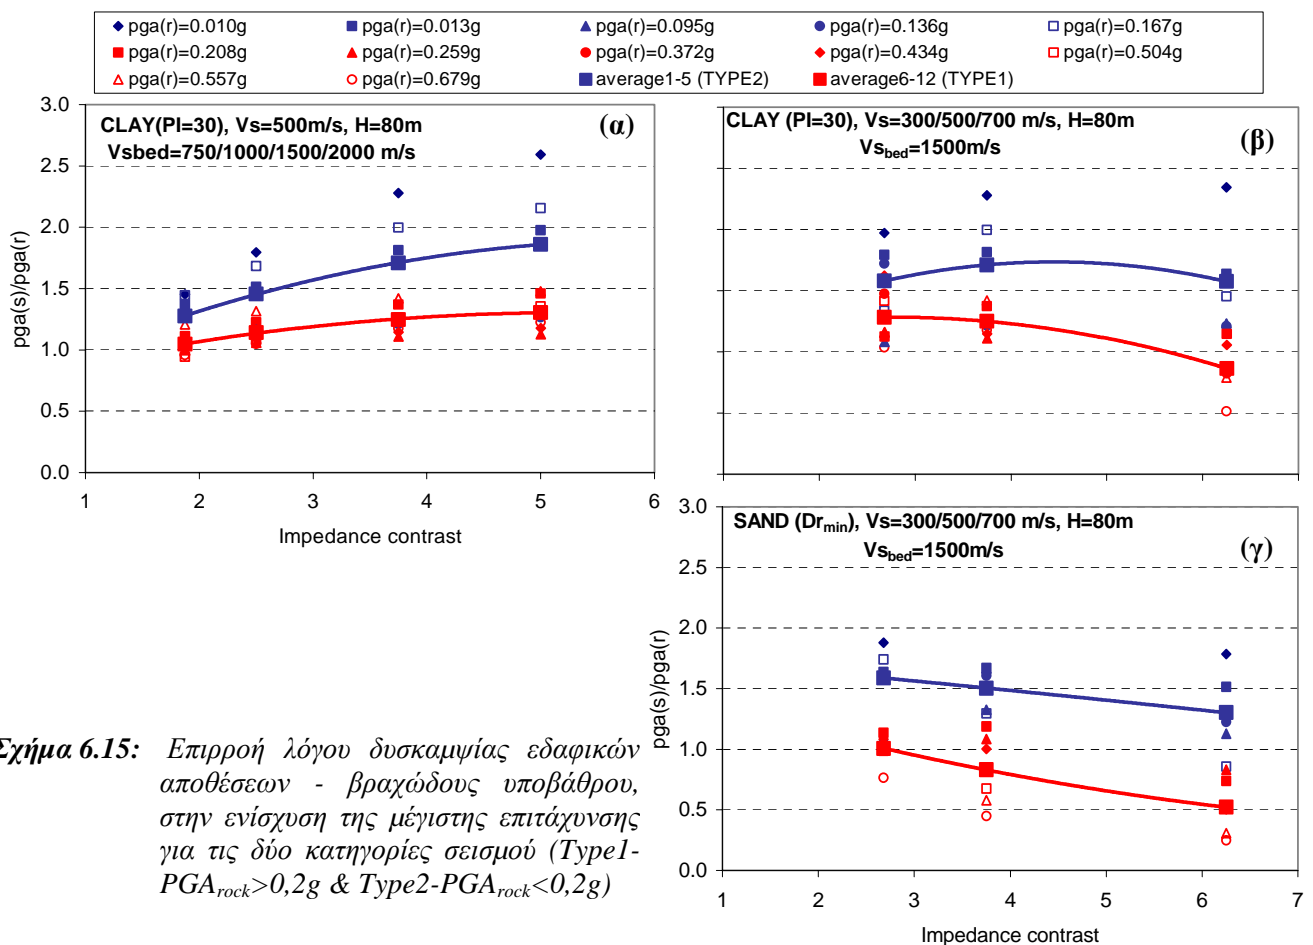 pga(r)=0.010g pga(r)=0.013g pga(r)=0.095g pga(r)=0.136g pga(r)=0.167g
pga(r)=0.208g pga(r)=0.259g pga(r)=0.372g pga(r)=0.434g pga(r)=0.504g
pga(r)=0.557g pga(r)=0.679g average1-5 (TYPE2) average6-12 (TYPE1)
CLAY(PI=30), Vs=500m/s, H=80m (α)
Vsbed=750/1000/1500/2000 m/s
3.0
2.5
2.0
1.5
1.0
0.5
0.0
pga(s)/pga(r)
1 2 3 4 5 6
Impedance contrast
CLAY (PI=30), Vs=300/500/700 m/s, H=80m
Vsbed=1500m/s (β)
SAND (Drmin), Vs=300/500/700 m/s, H=80m
Vsbed=1500m/s (γ)
3.0
2.5
2.0
1.5
1.0
0.5
0.0
pga(s)/pga(r)
1 2 3 4 5 6 7
Impedance contrast
Σχήμα 6.15: Επιρροή λόγου δυσκαμψίας εδαφικών
αποθέσεων - βραχώδους υποβάθρου,
στην ενίσχυση της μέγιστης επιτάχυνσης
για τις δύο κατηγορίες σεισμού (Type1-
PGArock>0,2g & Type2-PGArock<0,2g)